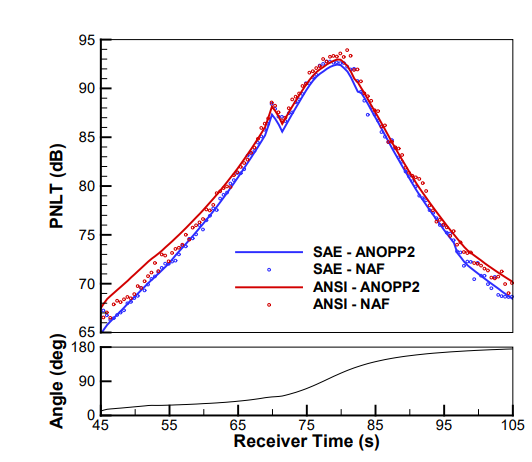 95
90
85
80
75
70
65
PNLT (dB)
SAE - ANOPP2
SAE - NAF
ANSI - ANOPP2
ANSI - NAF
180
90
0
Angle (deg)
45 55 65 75 85 95 105
Receiver Time (s)